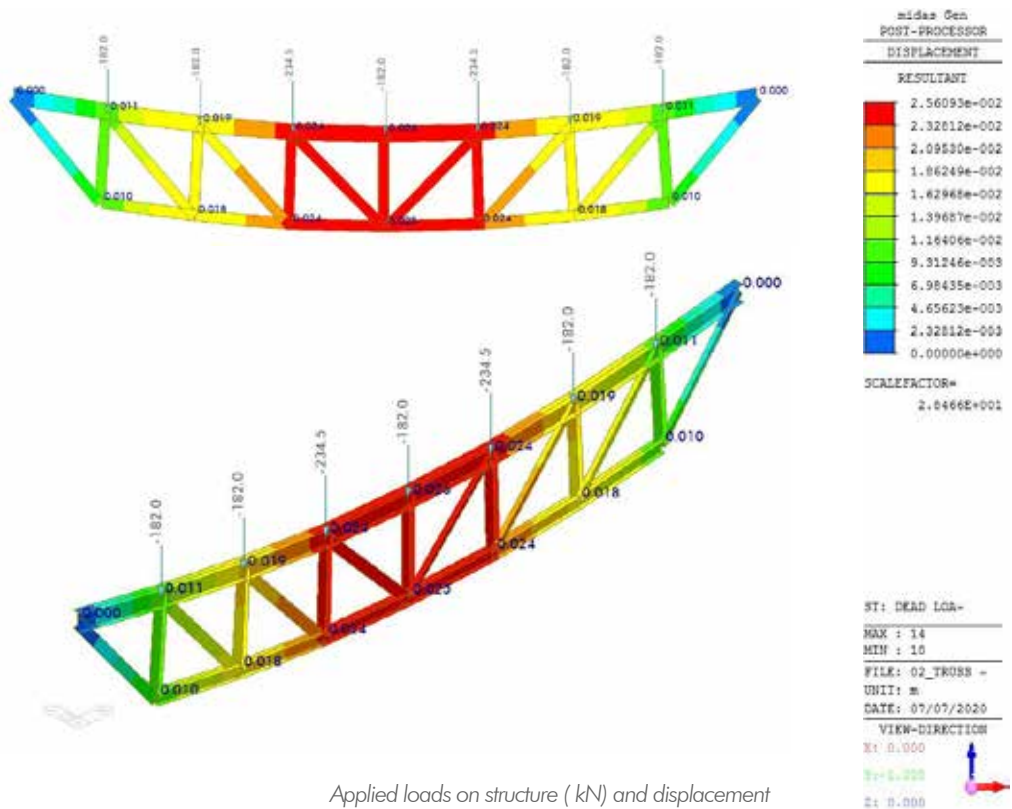 -182.0 -182.0 -234.5 -182.0 -234.5 -182.0 -182.0
0.000 0.011 0.019 0.024 0.024 0.019 0.011 0.000
0.010 0.018 0.024 0.024 0.018 0.010
-182.0 -182.0 -234.5 -182.0 -234.5 -182.0 -182.0
0.000 0.011 0.019 0.024 0.024 0.019 0.011 0.000
0.010 0.018 0.024 0.024 0.018 0.010
midas Gen
POST-PROCESSOR
DISPLACEMENT
RESULTANT
2.56093e-002
2.32812e-002
2.09530e-002
1.86249e-002
1.62968e-002
1.39687e-002
1.16406e-002
9.31246e-003
6.98435e-003
4.65623e-003
2.32812e-003
0.00000e+000
SCALEFACTOR=
2.8466E+001
ST: DEAD LOA~
MAX : 14
MIN : 10
FILE: 02_TRUSS ~
UNIT: m
DATE: 07/07/2020
VIEW-DIRECTION
X: 0.000
Z: 0.000
Applied loads on structure ( kN) and displacement